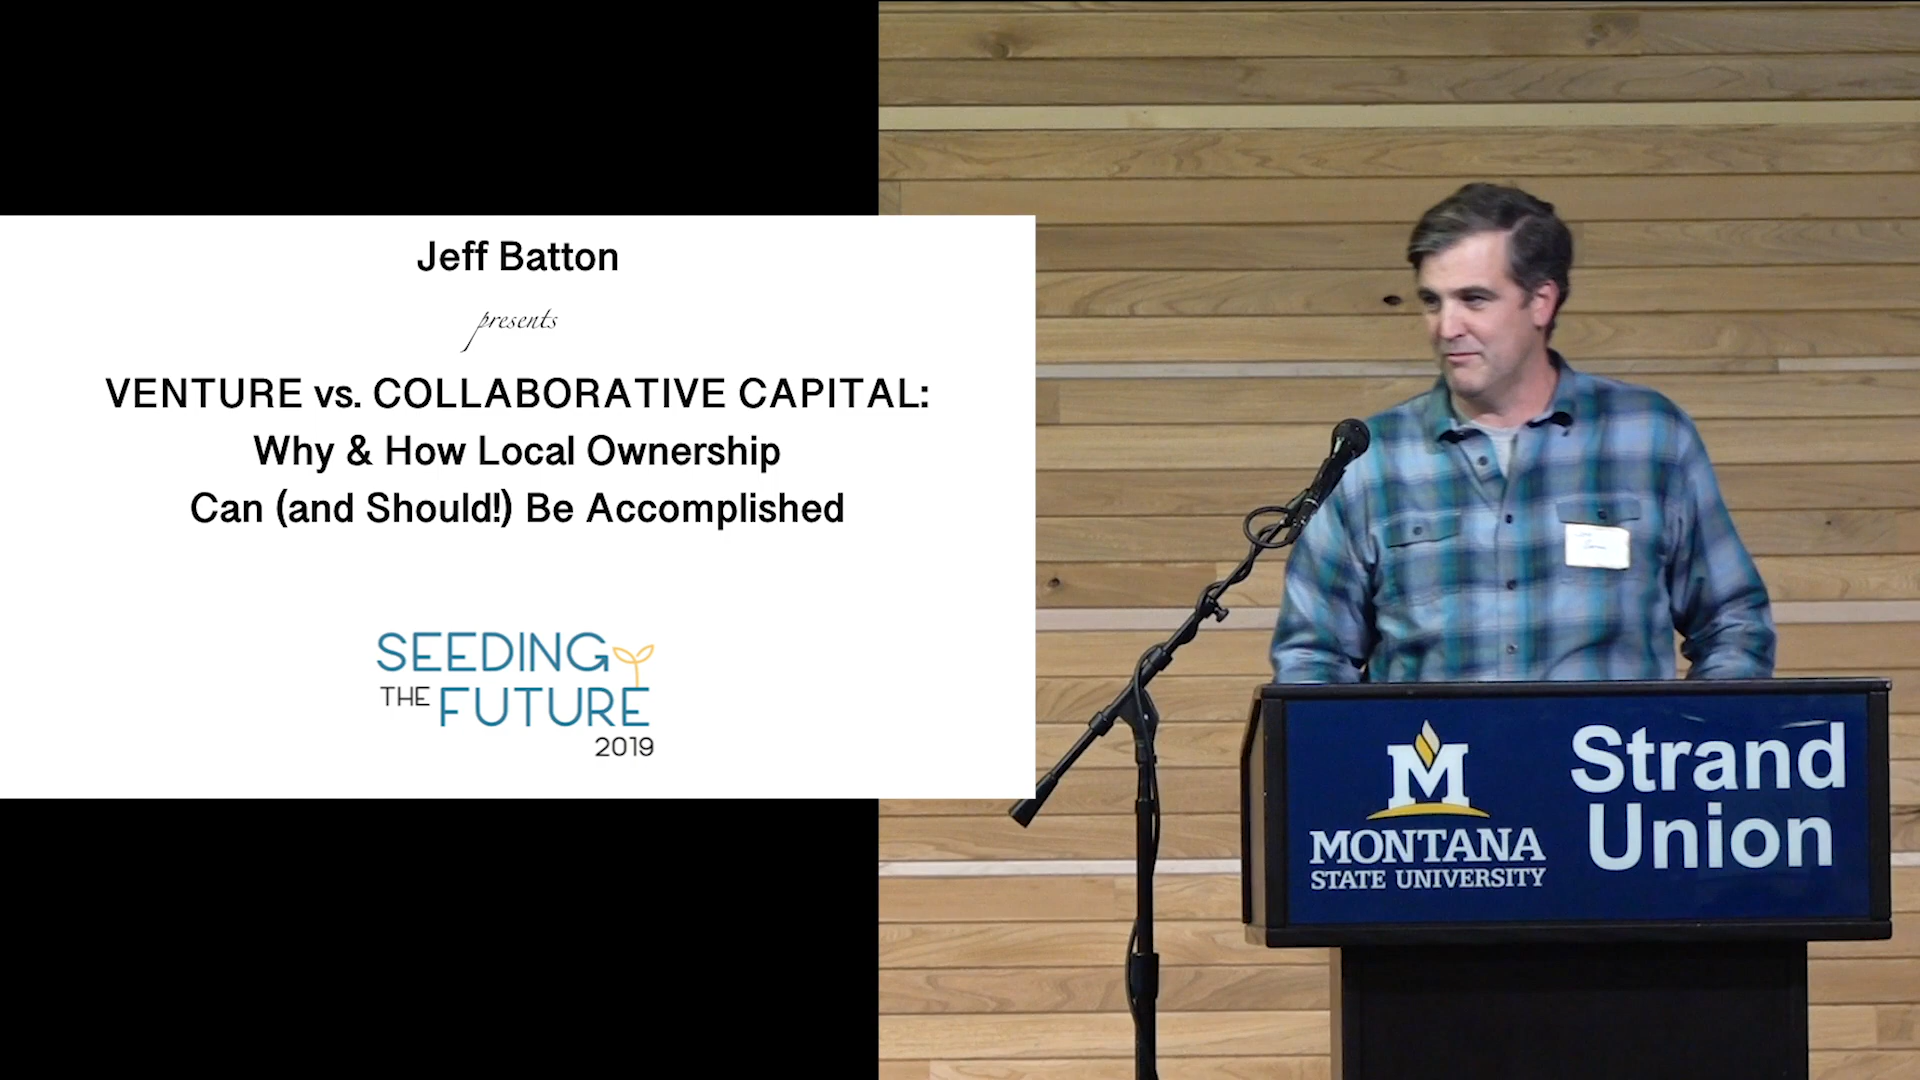 Jeff Batton
presents
VENTURE vs. COLLABORATIVE CAPITAL:
Why & How Local Ownership
Can (and Should!) Be Accomplished
SEEDING
THE FUTURE
2019
M
MONTANA
STATE UNIVERSITY
Strand
Union